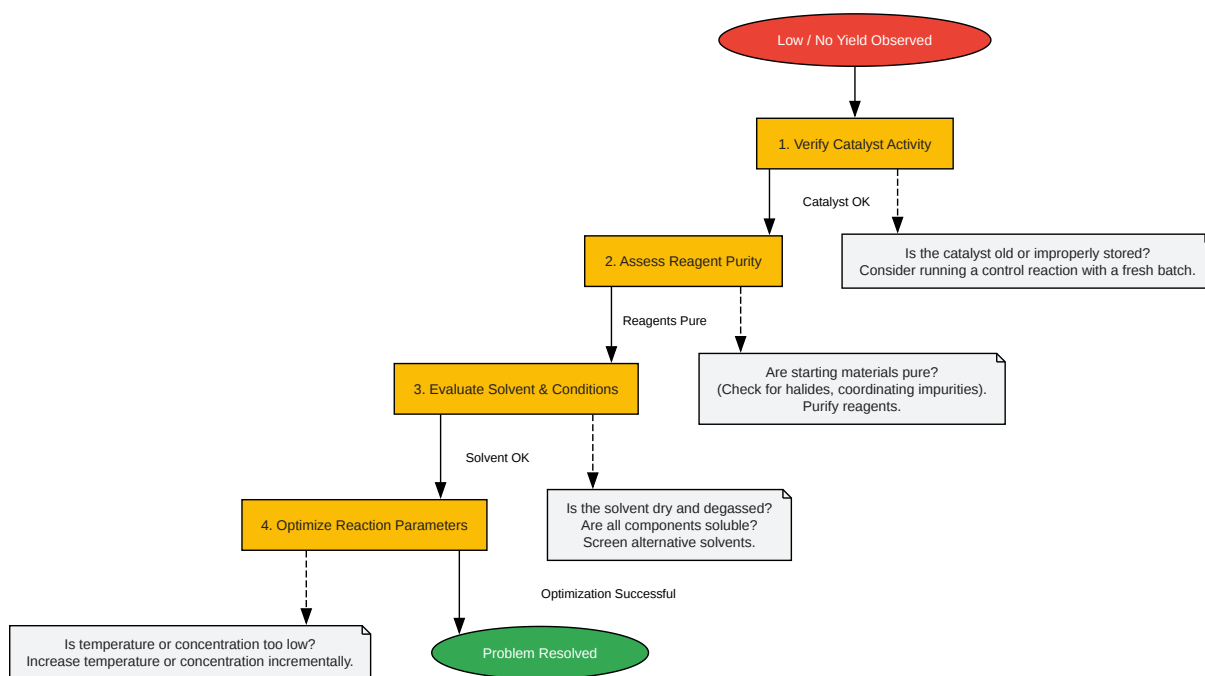 Low / No Yield Observed
1. Verify Catalyst Activity
Catalyst OK
Is the catalyst old or improperly stored?
Consider running a control reaction with a fresh batch.
2. Assess Reagent Purity
Reagents Pure
Are starting materials pure?
(Check for halides, coordinating impurities).
Purify reagents.
3. Evaluate Solvent & Conditions
Solvent OK
Is the solvent dry and degassed?
Are all components soluble?
Screen alternative solvents.
4. Optimize Reaction Parameters
Optimization Successful
Is temperature or concentration too low?
Increase temperature or concentration incrementally.
Problem Resolved